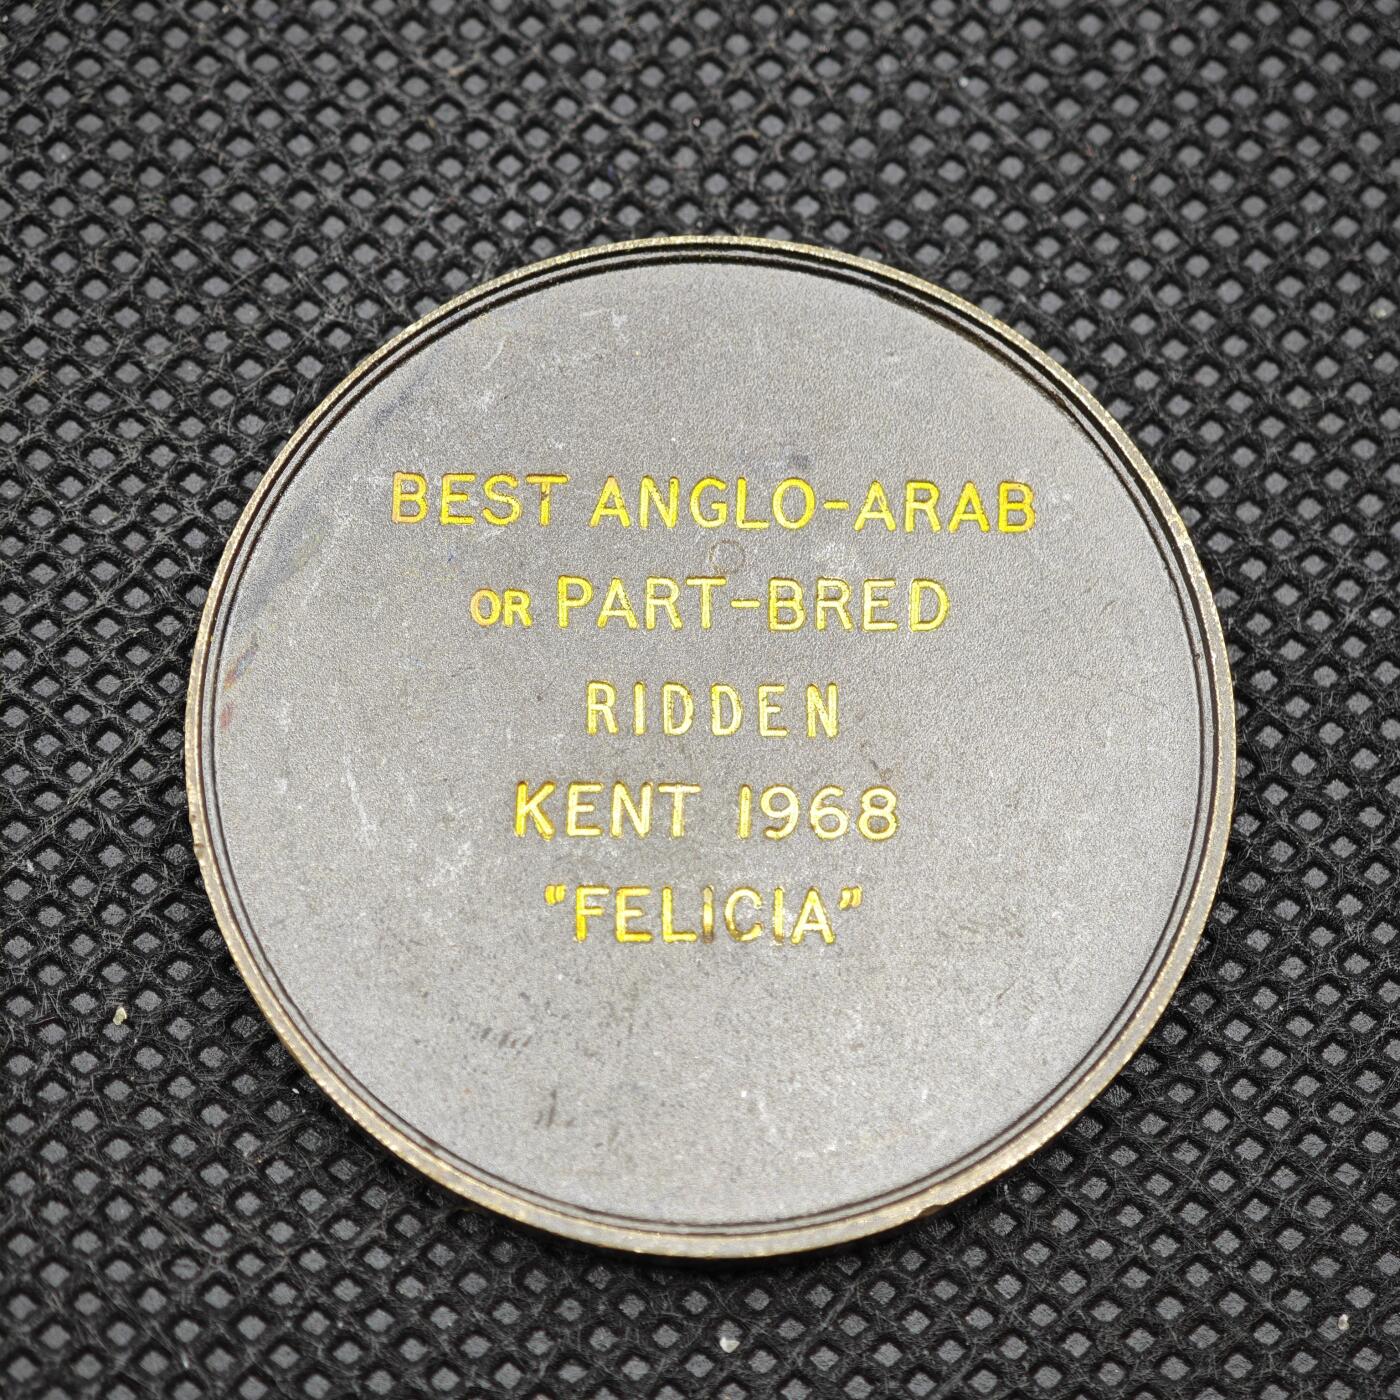 BEST ANGLO-ARAB
OR PART-BRED
RIDDEN
KENT 1968
"FELICIA"